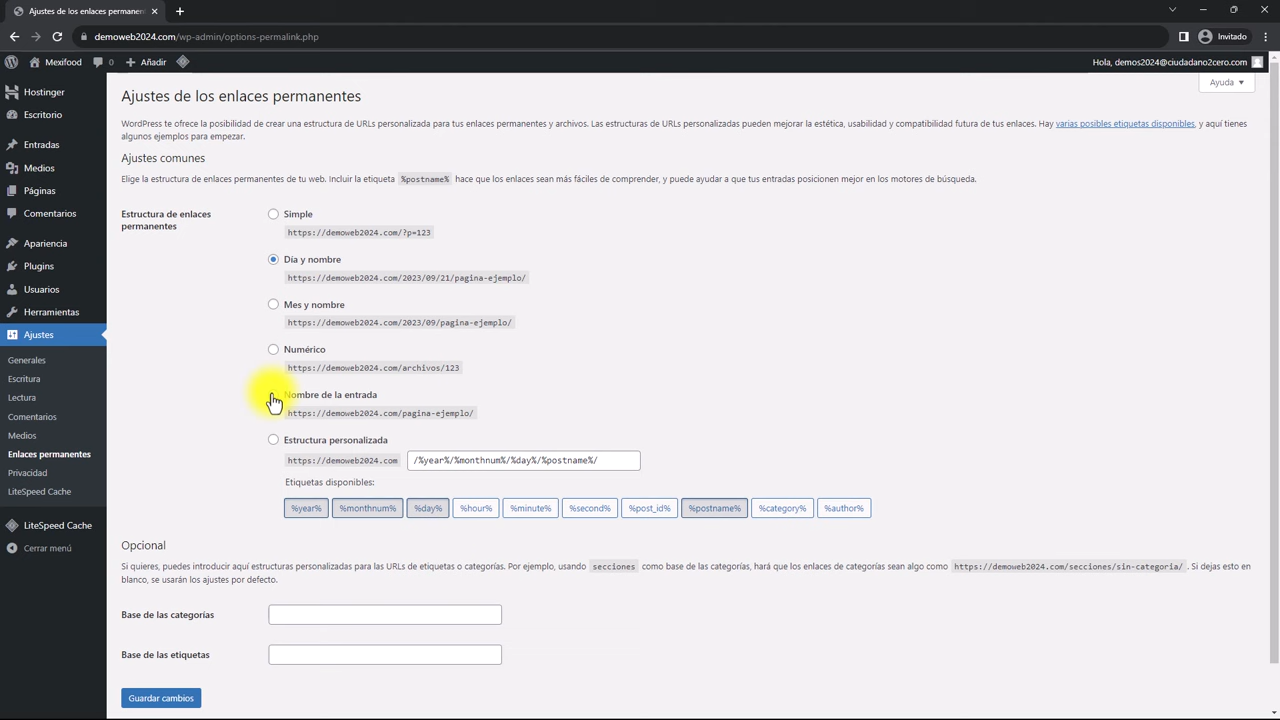 Ajustes de los enlaces permanen
demoweb2024.com/wp-admin/options-permalink.php
Invitado
Mexifood
0
Añadir
Hola, demos2024@ciudadano2cero.com
Hostinger
Escritorio
Entradas
Medios
Páginas
Comentarios
Apariencia
Plugins
Usuarios
Herramientas
Ajustes
Generales
Escritura
Lectura
Comentarios
Medios
Enlaces permanentes
Privacidad
LiteSpeed Cache
LiteSpeed Cache
Cerrar menú
Ayuda
Ajustes de los enlaces permanentes
WordPress te ofrece la posibilidad de crear una estructura de URLs personalizada para tus enlaces permanentes y archivos. Las estructuras de URLs personalizadas pueden mejorar la estética, usabilidad y compatibilidad futura de tus enlaces. Hay varias posibles etiquetas disponibles, y aquí tienes
algunos ejemplos para empezar.
Ajustes comunes
Elige la estructura de enlaces permanentes de tu web. Incluir la etiqueta %postname% hace que los enlaces sean más fáciles de comprender, y puede ayudar a que tus entradas posicionen mejor en los motores de búsqueda.
Estructura de enlaces
permanentes
Simple
https://demoweb2024.com/?p=123
Día y nombre
https://demoweb2024.com/2023/09/21/pagina-ejemplo/
Mes y nombre
https://demoweb2024.com/2023/09/pagina-ejemplo/
Numérico
https://demoweb2024.com/archivos/123
Nombre de la entrada
https://demoweb2024.com/pagina-ejemplo/
Estructura personalizada
https://demoweb2024.com /%year%/%monthnum%/%day%/%postname%/
Etiquetas disponibles:
%year% %monthnum% %day% %hour% %minute% %second% %post_id% %postname% %category% %author%
Opcional
Si quieres, puedes introducir aquí estructuras personalizadas para las URLs de etiquetas o categorías. Por ejemplo, usando secciones como base de las categorías, hará que los enlaces de categorías sean algo como https://demoweb2024.com/secciones/sin-categoria/ . Si dejas esto en
blanco, se usarán los ajustes por defecto.
Base de las categorías
Base de las etiquetas
Guardar cambios